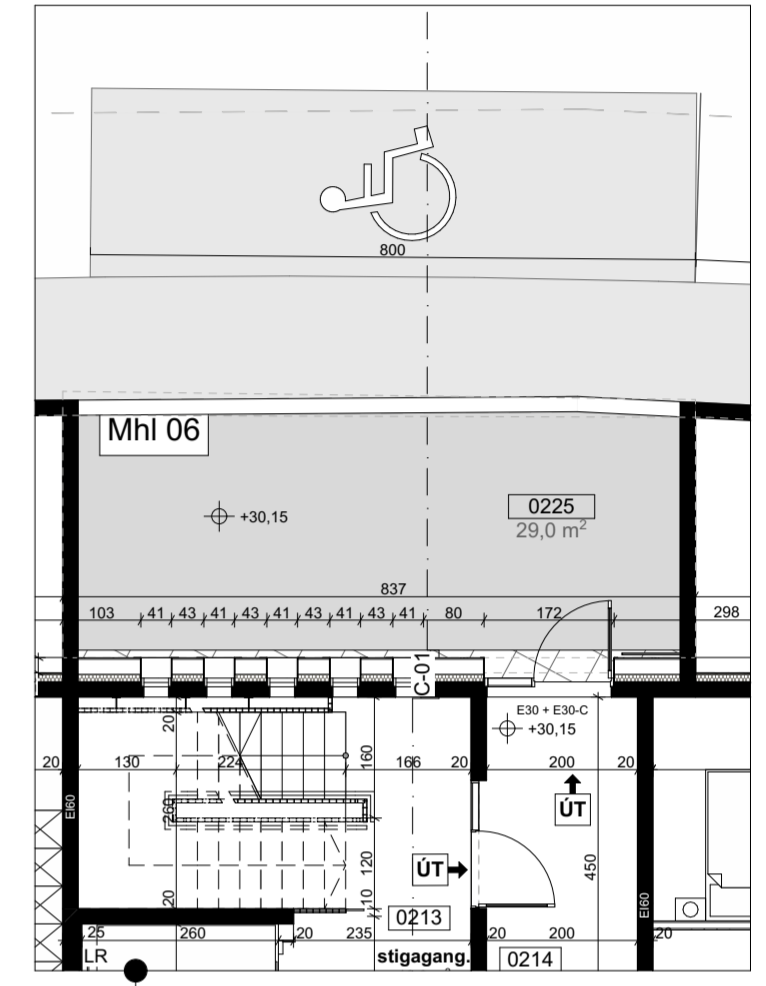 800
Mhl 06
+30,15
0225
29,0 m²
837
103 41 43 41 43 41 43 41 43 41 80 172 298
C-01
E30 + E30-C
+30,15
20
160
20 130 224 166 20 200 20
EI60
260
ÚT
ÚT
120
450
20
10
0213
EI60
25 260 20 235 20 200 20
LR
stigagang.
0214